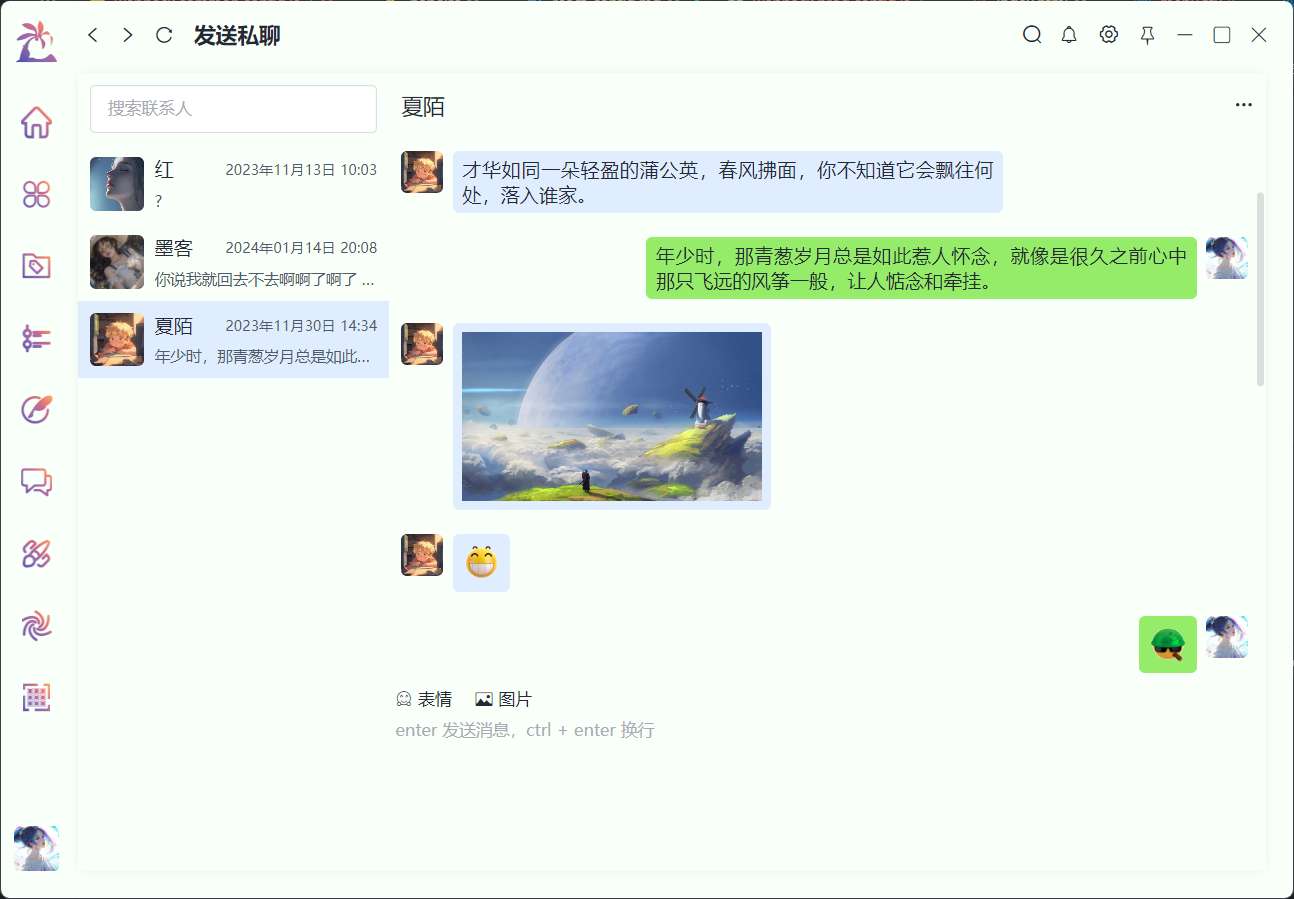 发送私聊
搜索联系人
红 2023年11月13日 10:03
?
墨客 2024年01月14日 20:08
你说我就回去不去啊啊了啊了 ...
夏陌 2023年11月30日 14:34
年少时，那青葱岁月总是如此...
夏陌
才华如同一朵轻盈的蒲公英，春风拂面，你不知道它会飘往何
处，落入谁家。
年少时，那青葱岁月总是如此惹人怀念，就像是很久之前心中
那只飞远的风筝一般，让人惦念和牵挂。
表情 图片
enter 发送消息，ctrl + enter 换行